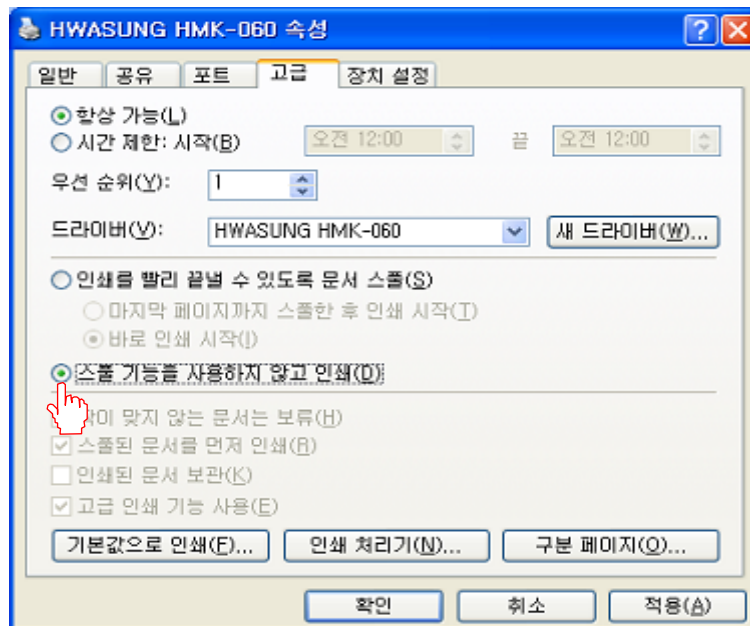 HWASUNG HMK-060 속성
일반 공유 포트 고급 장치 설정
항상 가능(L)
시간 제한: 시작(B) 오전 12:00 끝 오전 12:00
우선 순위(Y): 1
드라이버(V): HWASUNG HMK-060 새 드라이버(W)...
인쇄를 빨리 끝낼 수 있도록 문서 스풀(S)
마지막 페이지까지 스풀한 후 인쇄 시작(T)
바로 인쇄 시작(I)
스풀 기능을 사용하지 않고 인쇄(D)
맞지 않는 문서는 보류(H)
스풀된 문서를 먼저 인쇄(R)
인쇄된 문서 보관(K)
고급 인쇄 기능 사용(E)
기본값으로 인쇄(F)... 인쇄 처리기(N)... 구분 페이지(O)...
확인 취소 적용(A)